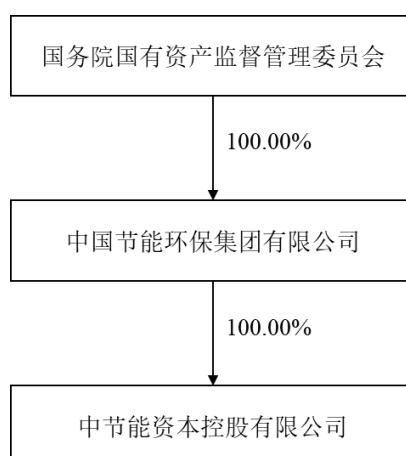 国务院国有资产监督管理委员会
100.00%
中国节能环保集团有限公司
100.00%
中节能资本控股有限公司